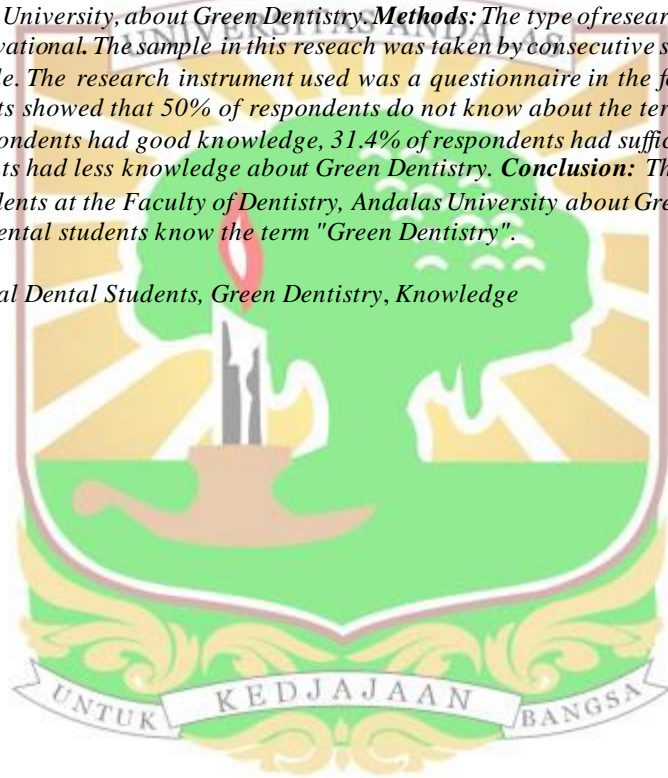 University, about Green Dentistry. Methods: The type of resear
vational. The sample in this reseach was taken by consecutive s
le. The research instrument used was a questionnaire in the fo
ts showed that 50% of respondents do not know about the ter
pondents had good knowledge, 31.4% of respondents had suffic
nts had less knowledge about Green Dentistry. Conclusion: Th
dents at the Faculty of Dentistry, Andalas University about Gre
ental students know the term "Green Dentistry".
al Dental Students, Green Dentistry, Knowledge
UNIVERSITAS ANDALAS
UNTUK KEDJAJAAN BANGSA